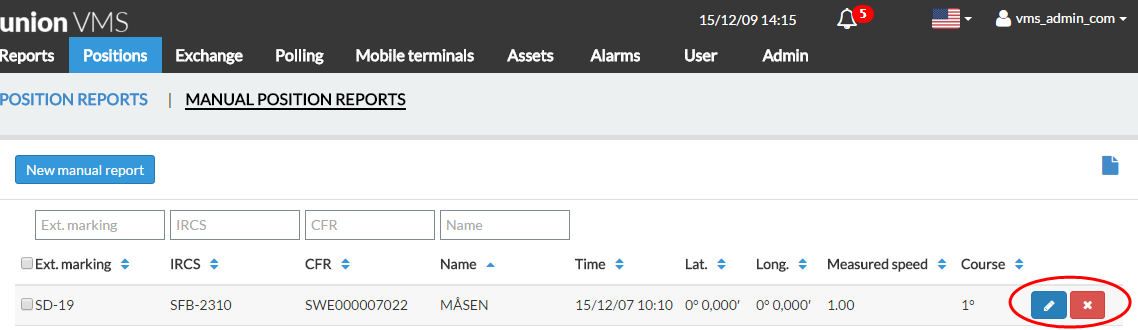 union VMS 15/12/09 14:15 5 vms_admin_com
Reports Positions Exchange Polling Mobile terminals Assets Alarms User Admin
POSITION REPORTS | MANUAL POSITION REPORTS
New manual report
Ext. marking IRCS CFR Name
Ext. marking IRCS CFR Name Time Lat. Long. Measured speed Course
SD-19 SFB-2310 SWE000007022 MÅSEN 15/12/07 10:10 0° 0,000' 0° 0,000' 1.00 1°